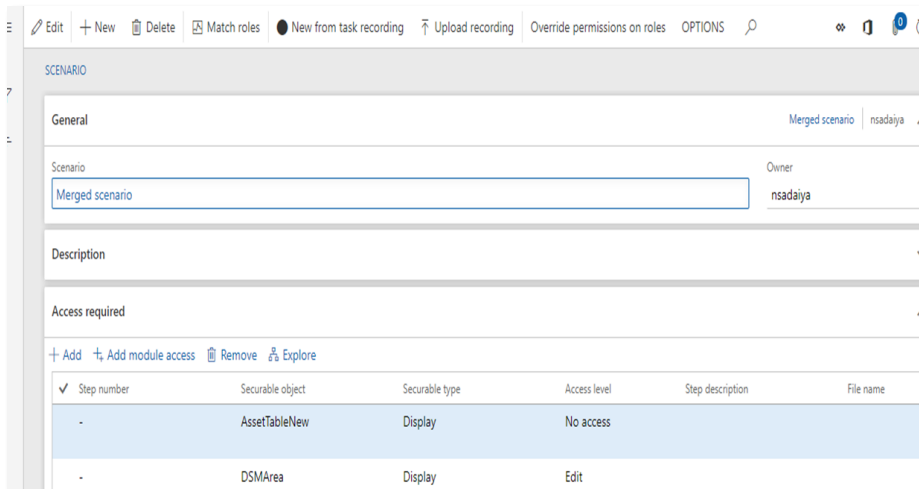 Edit New Delete Match roles New from task recording Upload recording Override permissions on roles OPTIONS 0
SCENARIO
General Merged scenario nsadaiya
Scenario Owner
Merged scenario nsadaiya
Description
Access required
Add Add module access Remove Explore
Step number Securable object Securable type Access level Step description File name
- AssetTableNew Display No access
- DSMArea Display Edit